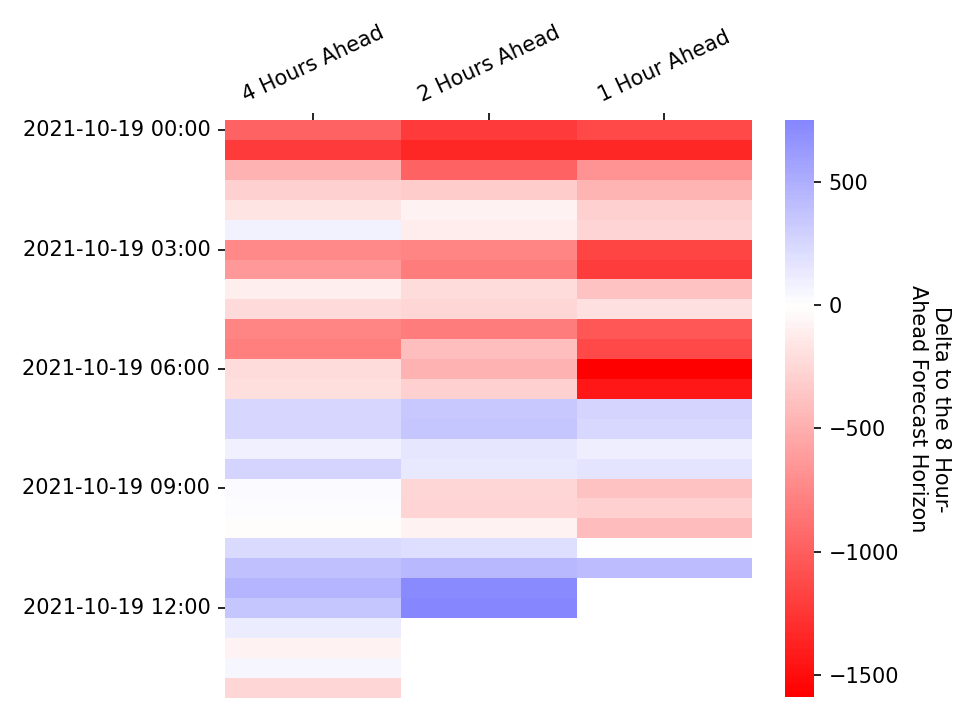 4 Hours Ahead
2 Hours Ahead
1 Hour Ahead
2021-10-19 00:00
2021-10-19 03:00
2021-10-19 06:00
2021-10-19 09:00
2021-10-19 12:00
500
0
−500
−1000
−1500
Delta to the 8 Hour-
Ahead Forecast Horizon